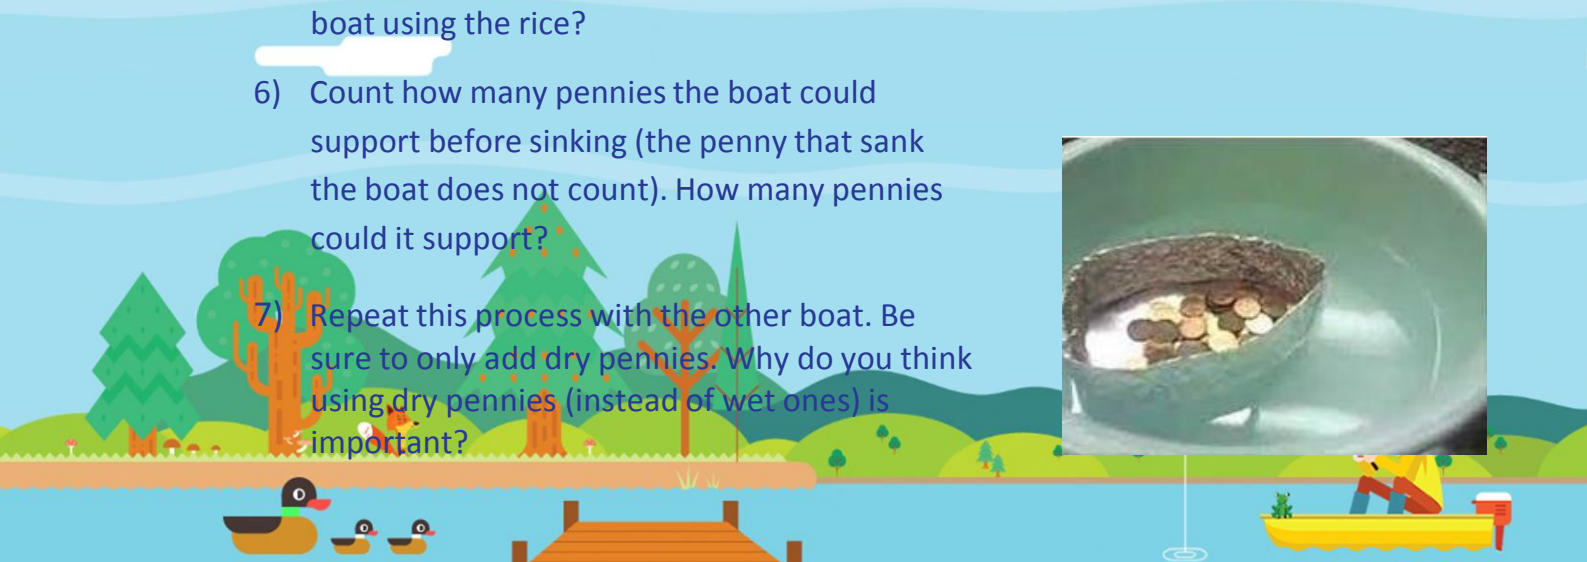 boat using the rice?
6) Count how many pennies the boat could
support before sinking (the penny that sank
the boat does not count). How many pennies
could it support?
7) Repeat this process with the other boat. Be
sure to only add dry pennies. Why do you think
using dry pennies (instead of wet ones) is
important?